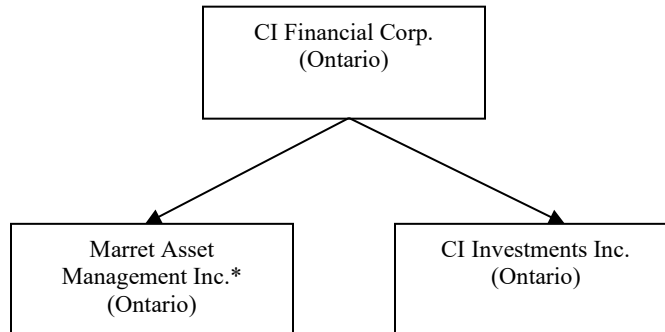 CI Financial Corp.
(Ontario)
Marret Asset
Management Inc.*
(Ontario)
CI Investments Inc.
(Ontario)